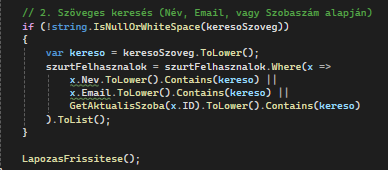 // 2. Szöveges keresés (Név, Email, vagy Szobaszám alapján)
if (!string.IsNullOrWhiteSpace(keresoSzoveg))
{
    var kereso = keresoSzoveg.ToLower();
    szurtFelhasznalok = szurtFelhasznalok.Where(x =>
        x.Nev.ToLower().Contains(kereso) ||
        x.Email.ToLower().Contains(kereso) ||
        GetAktualisSzoba(x.ID).ToLower().Contains(kereso)
    ).ToList();
}
LapozasFrissitese();